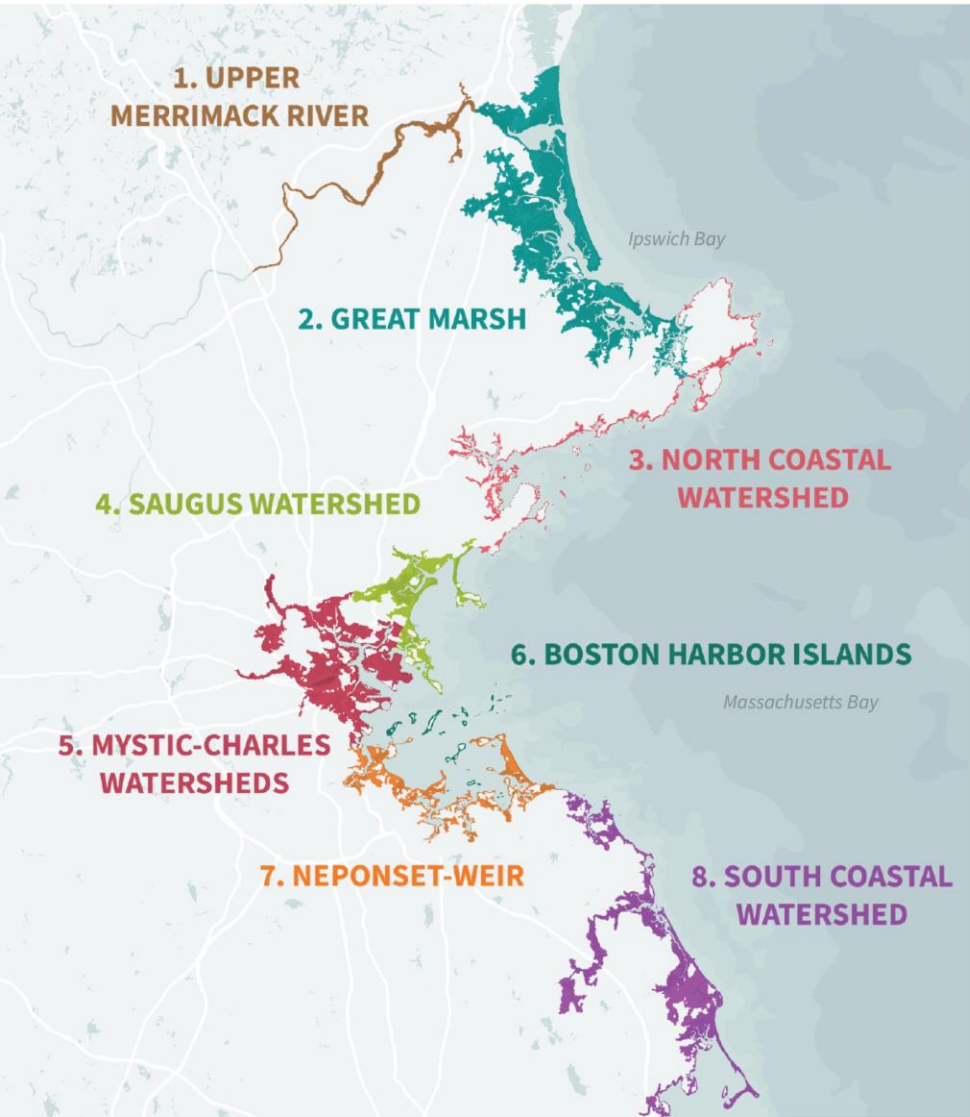 1. UPPER
MERRIMACK RIVER
Ipswich Bay
2. GREAT MARSH
3. NORTH COASTAL
WATERSHED
4. SAUGUS WATERSHED
6. BOSTON HARBOR ISLANDS
Massachusetts Bay
5. MYSTIC-CHARLES
WATERSHEDS
7. NEPONSET-WEIR
8. SOUTH COASTAL
WATERSHED